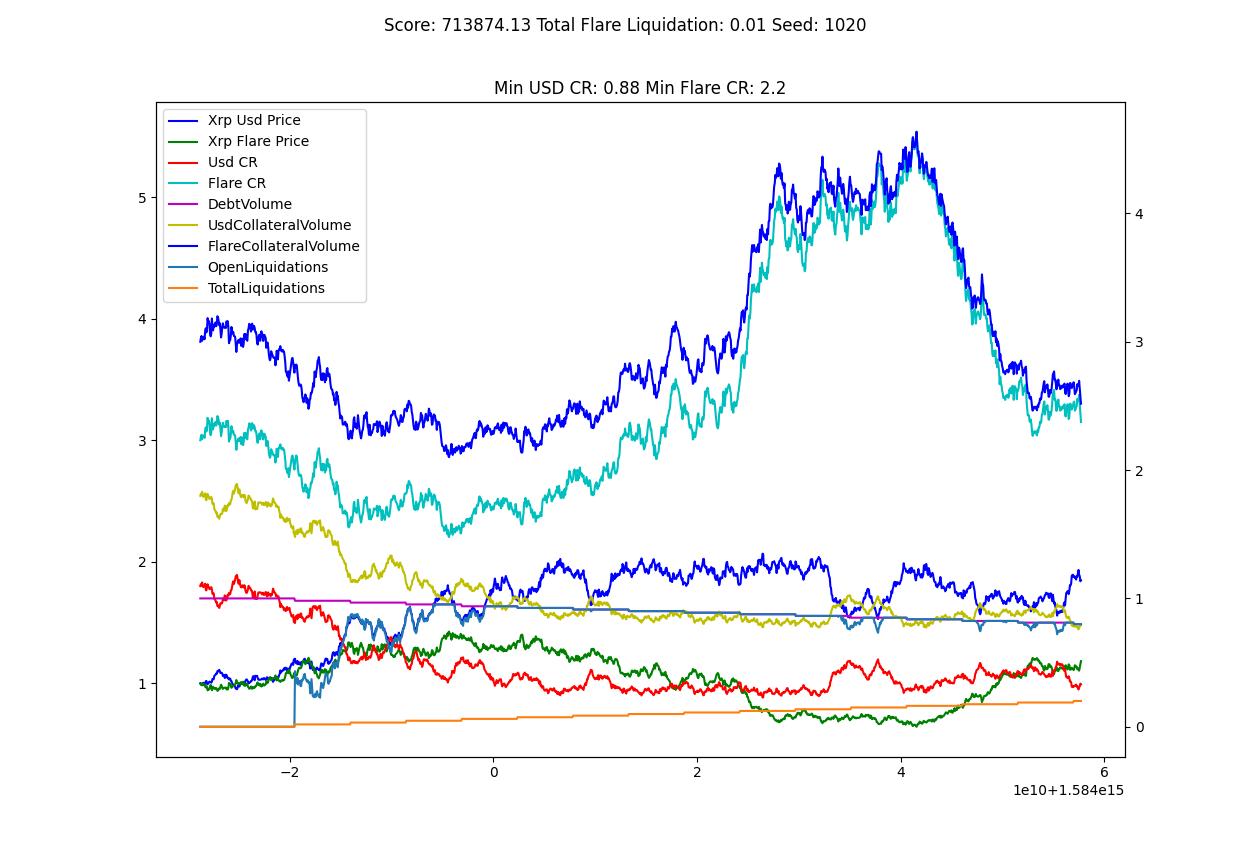 Score: 713874.13 Total Flare Liquidation: 0.01 Seed: 1020
Min USD CR: 0.88 Min Flare CR: 2.2
Xrp Usd Price
Xrp Flare Price
Usd CR
Flare CR
DebtVolume
UsdCollateralVolume
FlareCollateralVolume
OpenLiquidations
TotalLiquidations
5
4
3
2
1
4
3
2
1
0
−2
0
2
4
6
1e10+1.584e15